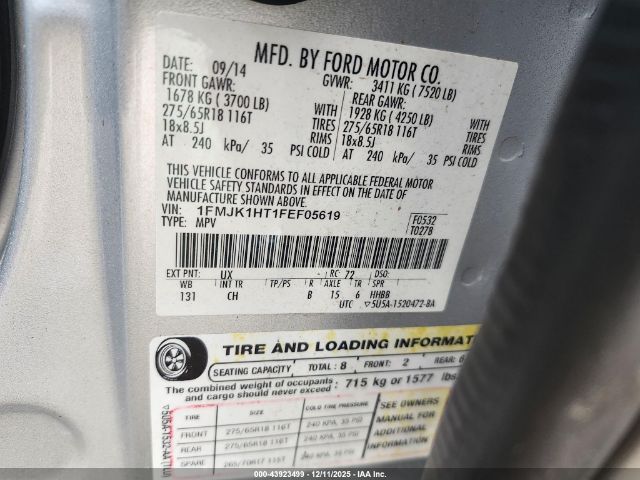 MFD. BY FORD MOTOR CO.
DATE: 09/14 GVWR: 3411 KG ( 7520 LB)
FRONT GAWR: REAR GAWR:
1678 KG ( 3700 LB) WITH 1928 KG ( 4250 LB) WITH
275/65R18 116T TIRES 275/65R18 116T TIRES
18x8.5J RIMS 18x8.5J RIMS
AT 240 kPa/ 35 PSI COLD AT 240 kPa/ 35 PSI COLD
THIS VEHICLE CONFORMS TO ALL APPLICABLE FEDERAL MOTOR
VEHICLE SAFETY STANDARDS IN EFFECT ON THE DATE OF
MANUFACTURE SHOWN ABOVE.
VIN: 1FMJK1HT1FEF05619 F0532
TYPE: MPV T0278
EXT PNT: UX RC: 72 DSO:
WB INT TR TP/PS R AXLE TR SPR
131 CH B 15 6 HHBB
UTC ▽5U5A-1520472-BA
TIRE AND LOADING INFORMAT
SEATING CAPACITY TOTAL: 8 FRONT: 2 REAR: 6
The combined weight of occupants and cargo should never exceed: 715 kg or 1577 lbs.
TIRE SIZE COLD TIRE PRESSURE SEE OWNERS
FRONT 275/65R18 116T 240 KPA, 35 PSI MANUAL FOR
REAR 275/65R18 116T 240 KPA, 35 PSI ADDITIONAL
SPARE 265/70R17 115T INFORMATION
© IAA - 43923499 - 12/11/2025 - IAAI.com